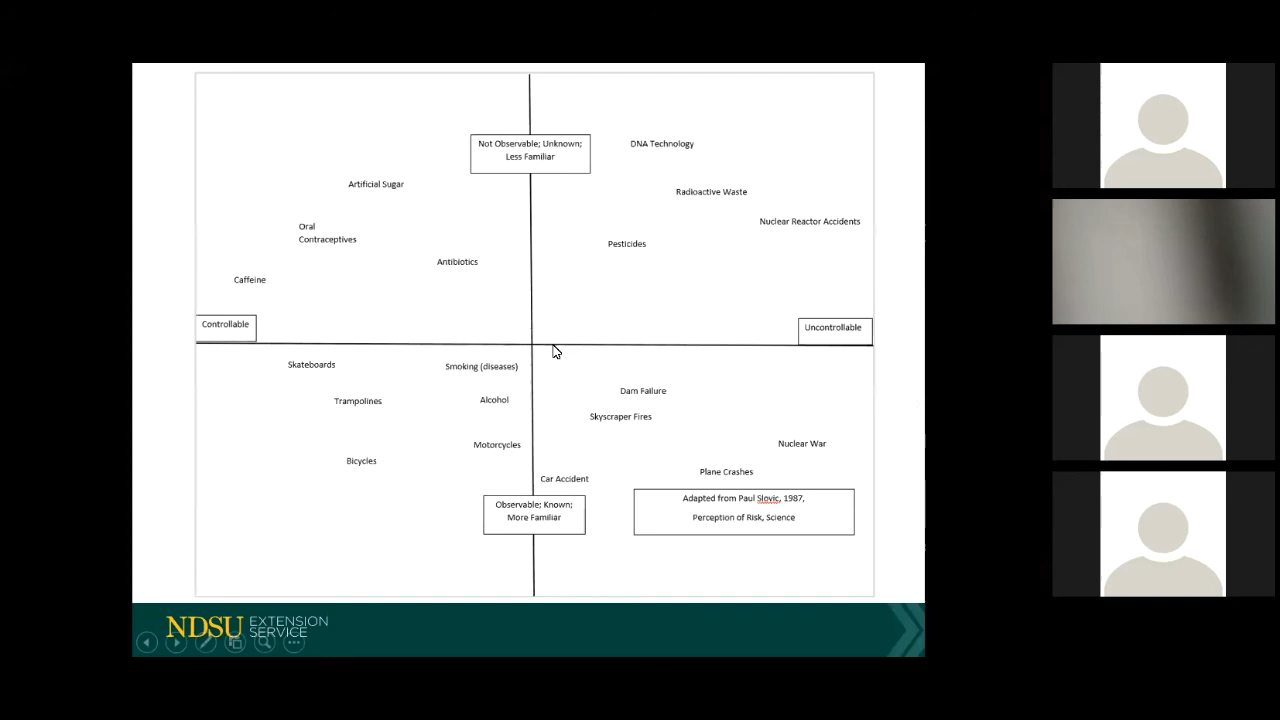 Not Observable; Unknown;
Less Familiar
DNA Technology
Artificial Sugar
Radioactive Waste
Nuclear Reactor Accidents
Oral
Contraceptives
Pesticides
Antibiotics
Caffeine
Controllable
Uncontrollable
Skateboards
Smoking (diseases)
Dam Failure
Trampolines
Alcohol
Skyscraper Fires
Motorcycles
Nuclear War
Bicycles
Plane Crashes
Car Accident
Observable; Known;
More Familiar
Adapted from Paul Slovic, 1987,
Perception of Risk, Science
NDSU EXTENSION
SERVICE